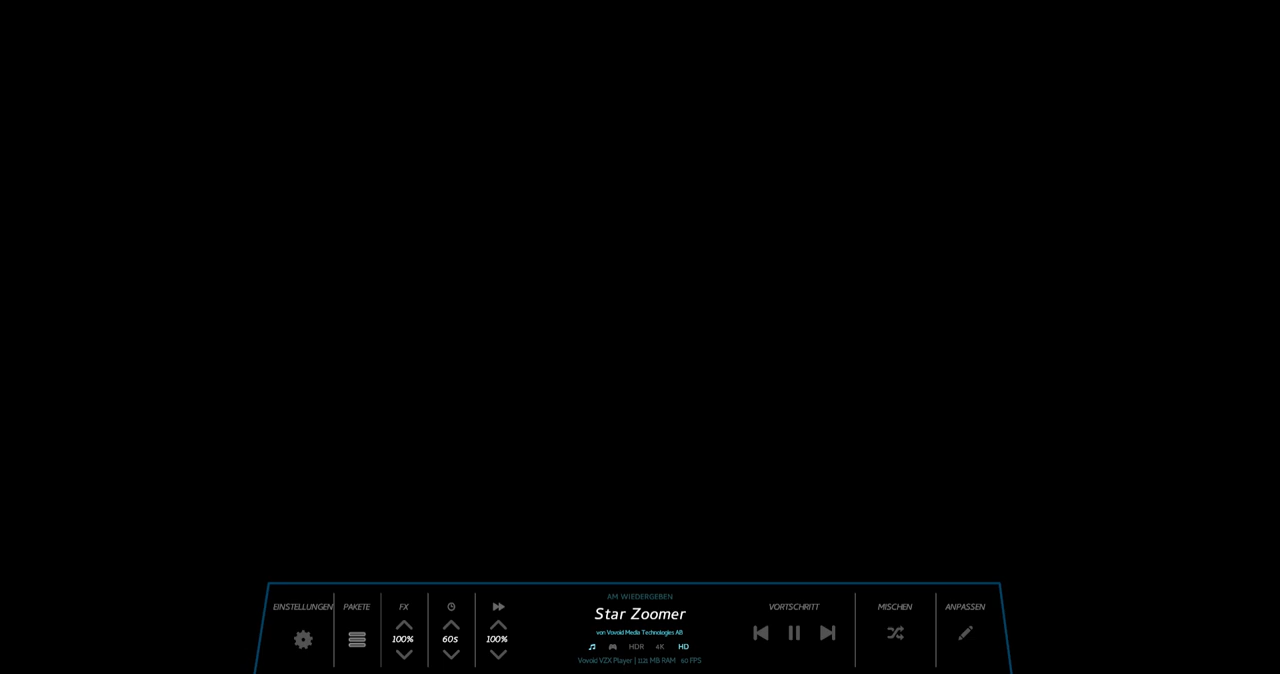 EINSTELLUNGEN
PAKETE
FX
100%
60s
100%
AM WIEDERGEBEN
Star Zoomer
von Vovoid Media Technologies AB
HDR 4K HD
Vovoid VZX Player | 1121 MB RAM 60 FPS
VORTSCHRITT
MISCHEN
ANPASSEN